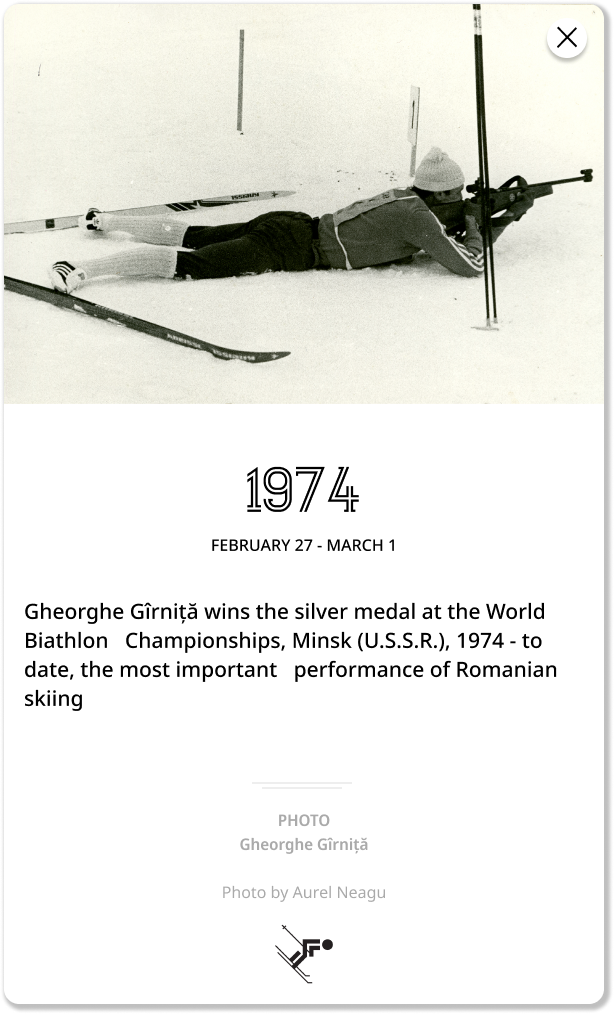 1974
FEBRUARY 27 - MARCH 1
Gheorghe Gîrniță wins the silver medal at the World
Biathlon   Championships, Minsk (U.S.S.R.), 1974 - to
date, the most important   performance of Romanian
skiing
PHOTO
Gheorghe Gîrniță
Photo by Aurel Neagu